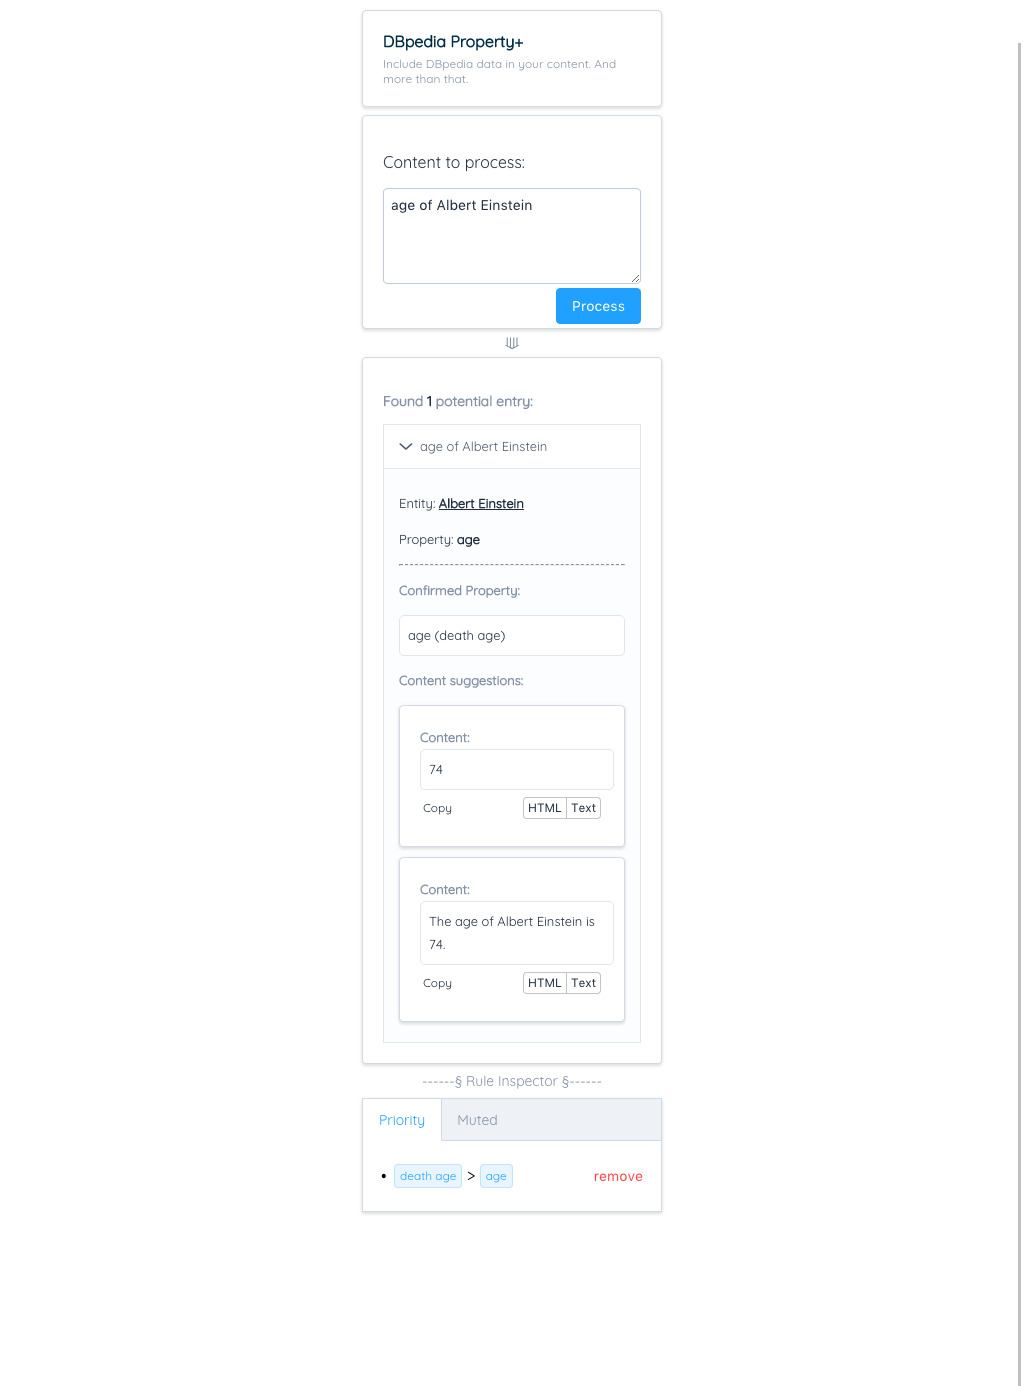 DBpedia Property+
Include DBpedia data in your content. And
more than that.
Content to process:
age of Albert Einstein
Process
Found 1 potential entry:
age of Albert Einstein
Entity: Albert Einstein
Property: age
Confirmed Property:
age (death age)
Content suggestions:
Content:
74
Copy HTML Text
Content:
The age of Albert Einstein is
74.
Copy HTML Text
------§ Rule Inspector §------
Priority Muted
• death age > age remove